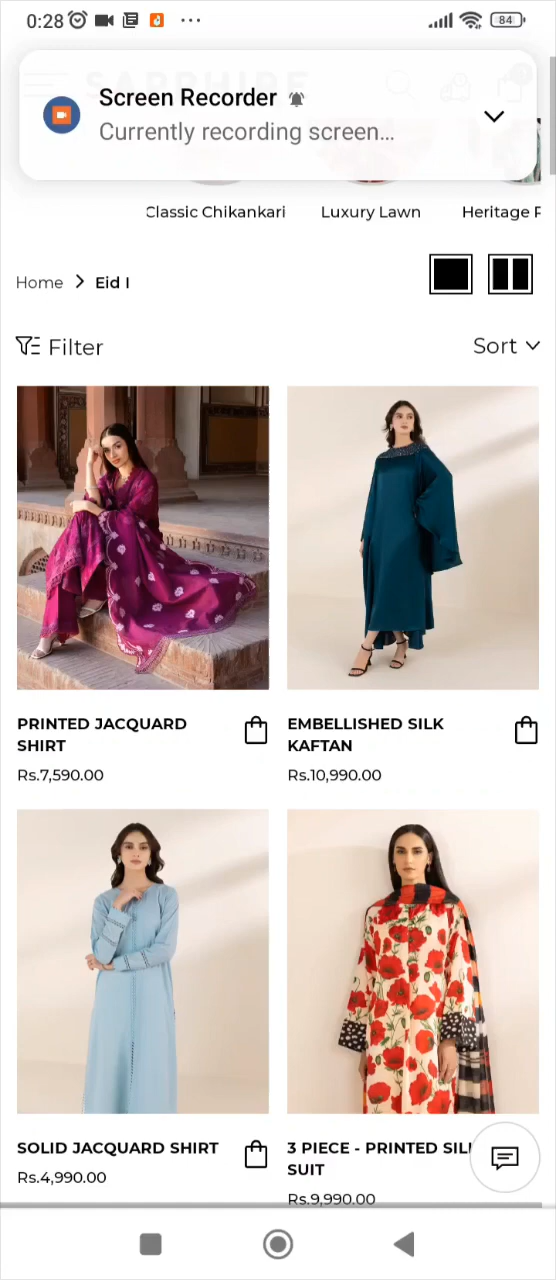 0:28
84
SAPPHIRE
Screen Recorder
Currently recording screen...
Classic Chikankari
Luxury Lawn
Heritage
Home > Eid I
Filter
Sort
PRINTED JACQUARD
SHIRT
Rs.7,590.00
EMBELLISHED SILK
KAFTAN
Rs.10,990.00
SOLID JACQUARD SHIRT
Rs.4,990.00
3 PIECE - PRINTED
SUIT
Rs.9,990.00